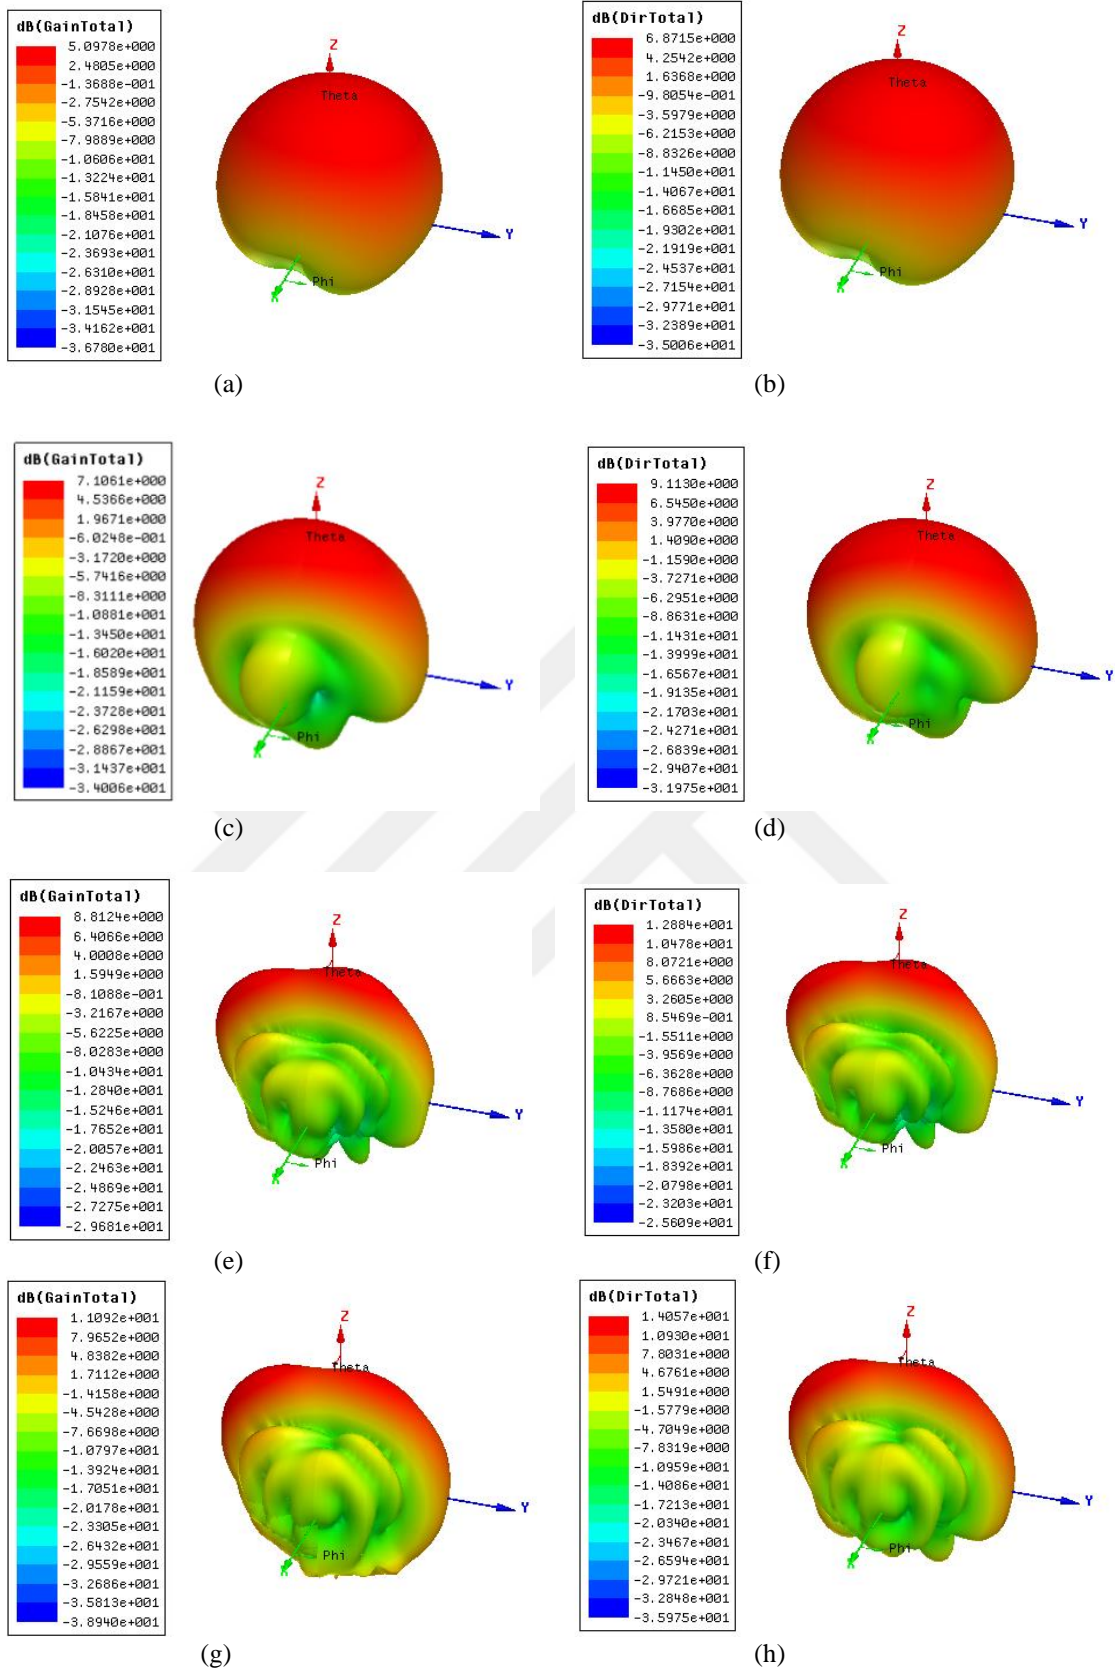 dB(GainTotal)
5.0978e+000
2.4805e+000
-1.3688e-001
-2.7542e+000
-5.3716e+000
-7.9889e+000
-1.0606e+001
-1.3224e+001
-1.5841e+001
-1.8458e+001
-2.1076e+001
-2.3693e+001
-2.6310e+001
-2.8928e+001
-3.1545e+001
-3.4162e+001
-3.6780e+001
Z
Theta
Y
Phi
X
(a)
dB(DirTotal)
6.8715e+000
4.2542e+000
1.6368e+000
-9.8054e-001
-3.5979e+000
-6.2153e+000
-8.8326e+000
-1.1450e+001
-1.4067e+001
-1.6685e+001
-1.9302e+001
-2.1919e+001
-2.4537e+001
-2.7154e+001
-2.9771e+001
-3.2389e+001
-3.5006e+001
Z
Theta
Y
Phi
X
(b)
dB(GainTotal)
7.1061e+000
4.5366e+000
1.9671e+000
-6.0248e-001
-3.1720e+000
-5.7416e+000
-8.3111e+000
-1.0881e+001
-1.3450e+001
-1.6020e+001
-1.8589e+001
-2.1159e+001
-2.3728e+001
-2.6298e+001
-2.8867e+001
-3.1437e+001
-3.4006e+001
Z
Theta
Y
Phi
X
(c)
dB(DirTotal)
9.1130e+000
6.5450e+000
3.9770e+000
1.4090e+000
-1.1590e+000
-3.7271e+000
-6.2951e+000
-8.8631e+000
-1.1431e+001
-1.3999e+001
-1.6567e+001
-1.9135e+001
-2.1703e+001
-2.4271e+001
-2.6839e+001
-2.9407e+001
-3.1975e+001
Z
Theta
Y
Phi
X
(d)
dB(GainTotal)
8.8124e+000
6.4066e+000
4.0008e+000
1.5949e+000
-8.1088e-001
-3.2167e+000
-5.6225e+000
-8.0283e+000
-1.0434e+001
-1.2840e+001
-1.5246e+001
-1.7652e+001
-2.0057e+001
-2.2463e+001
-2.4869e+001
-2.7275e+001
-2.9681e+001
Z
Theta
Y
Phi
X
(e)
dB(DirTotal)
1.2884e+001
1.0478e+001
8.0721e+000
5.6663e+000
3.2605e+000
8.5469e-001
-1.5511e+000
-3.9569e+000
-6.3628e+000
-8.7686e+000
-1.1174e+001
-1.3580e+001
-1.5986e+001
-1.8392e+001
-2.0798e+001
-2.3203e+001
-2.5609e+001
Z
Theta
Y
Phi
X
(f)
dB(GainTotal)
1.1092e+001
7.9652e+000
4.8382e+000
1.7112e+000
-1.4158e+000
-4.5428e+000
-7.6698e+000
-1.0797e+001
-1.3924e+001
-1.7051e+001
-2.0178e+001
-2.3305e+001
-2.6432e+001
-2.9559e+001
-3.2686e+001
-3.5813e+001
-3.8940e+001
Z
Theta
Y
Phi
X
(g)
dB(DirTotal)
1.4057e+001
1.0930e+001
7.8031e+000
4.6761e+000
1.5491e+000
-1.5779e+000
-4.7049e+000
-7.8319e+000
-1.0959e+001
-1.4086e+001
-1.7213e+001
-2.0340e+001
-2.3467e+001
-2.6594e+001
-2.9721e+001
-3.2848e+001
-3.5975e+001
Z
Theta
Y
Phi
X
(h)